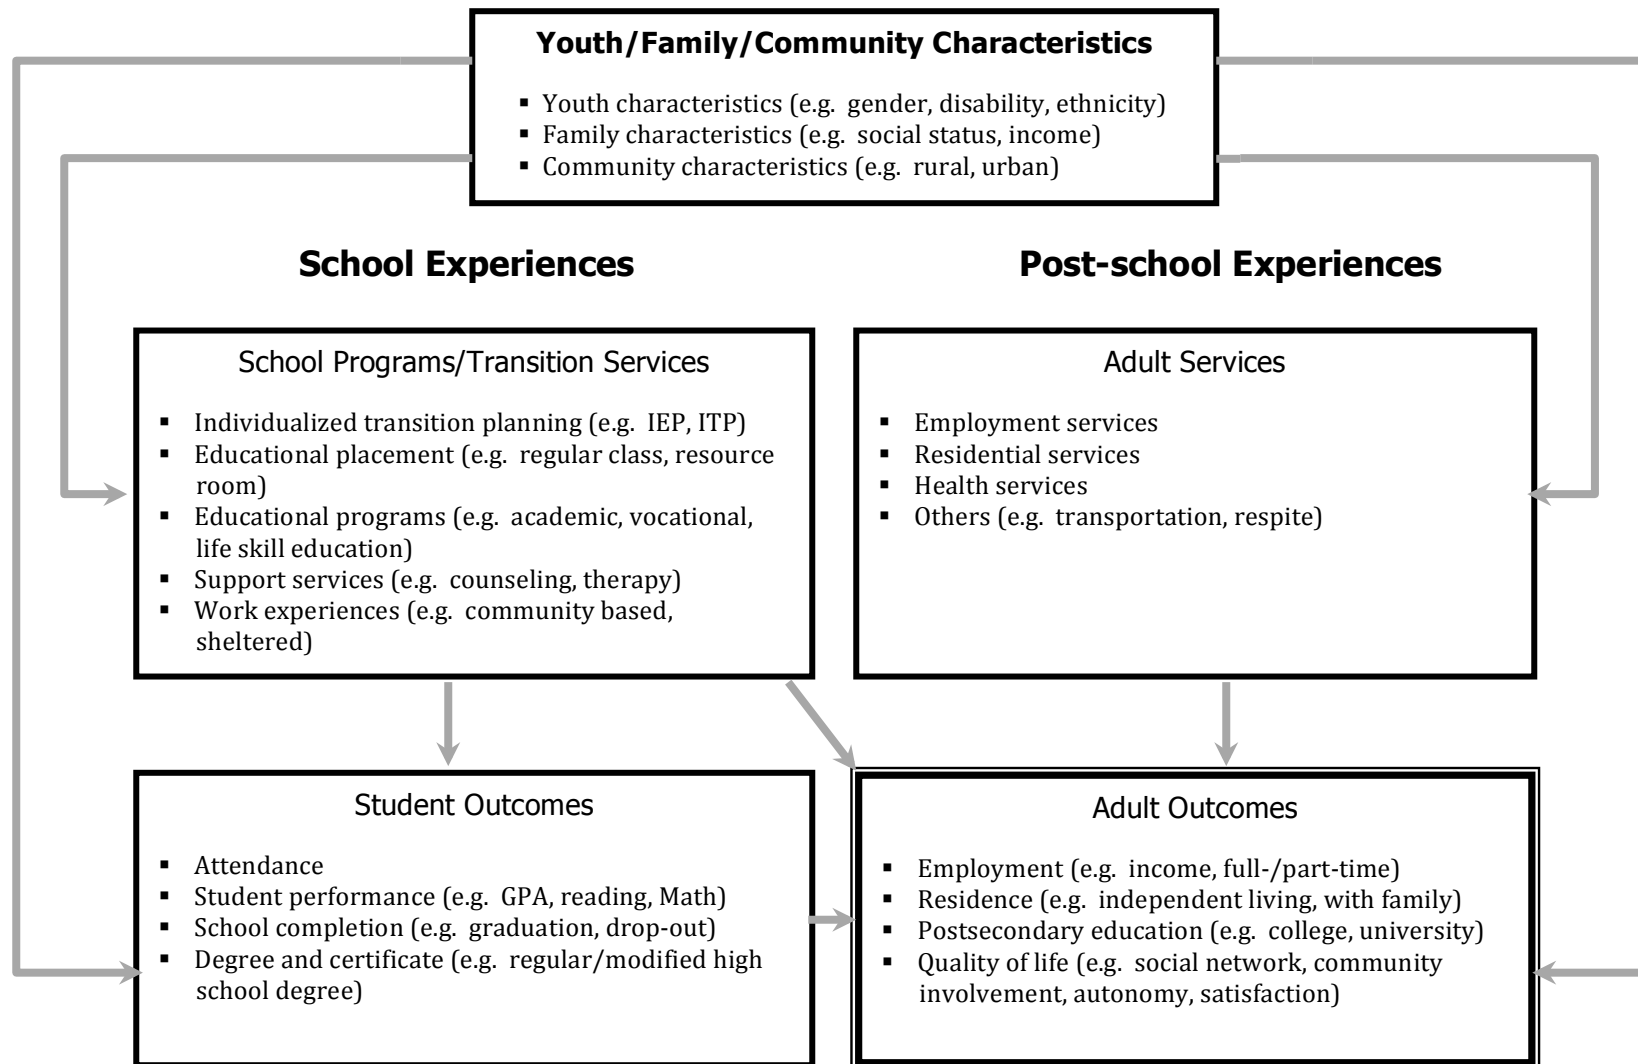 Youth/Family/Community Characteristics
▪ Youth characteristics (e.g. gender, disability, ethnicity)
▪ Family characteristics (e.g. social status, income)
▪ Community characteristics (e.g. rural, urban)
School Experiences
Post-school Experiences
School Programs/Transition Services
▪ Individualized transition planning (e.g. IEP, ITP)
▪ Educational placement (e.g. regular class, resource
room)
▪ Educational programs (e.g. academic, vocational,
life skill education)
▪ Support services (e.g. counseling, therapy)
▪ Work experiences (e.g. community based,
sheltered)
Adult Services
▪ Employment services
▪ Residential services
▪ Health services
▪ Others (e.g. transportation, respite)
Student Outcomes
▪ Attendance
▪ Student performance (e.g. GPA, reading, Math)
▪ School completion (e.g. graduation, drop-out)
▪ Degree and certificate (e.g. regular/modified high
school degree)
Adult Outcomes
▪ Employment (e.g. income, full-/part-time)
▪ Residence (e.g. independent living, with family)
▪ Postsecondary education (e.g. college, university)
▪ Quality of life (e.g. social network, community
involvement, autonomy, satisfaction)